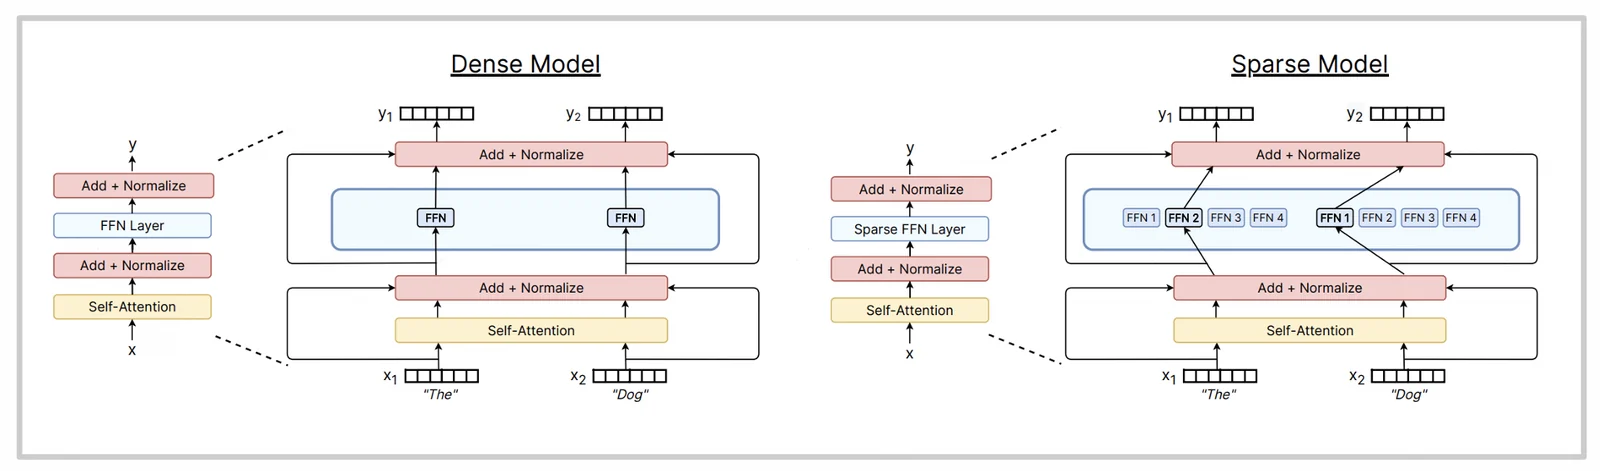 Dense Model
Sparse Model
y
Add + Normalize
FFN Layer
Add + Normalize
Self-Attention
x
y1
y2
Add + Normalize
FFN
FFN
Add + Normalize
Self-Attention
x1
x2
"The"
"Dog"
y
Add + Normalize
Sparse FFN Layer
Add + Normalize
Self-Attention
x
y1
y2
Add + Normalize
FFN 1 FFN 2 FFN 3 FFN 4
FFN 1 FFN 2 FFN 3 FFN 4
Add + Normalize
Self-Attention
x1
x2
"The"
"Dog"